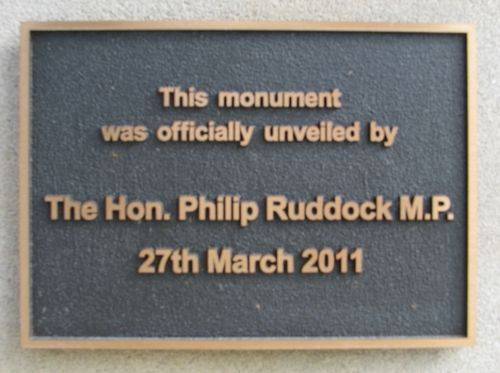 This monument
was officially unveiled by
The Hon. Philip Ruddock M.P.
27th March 2011